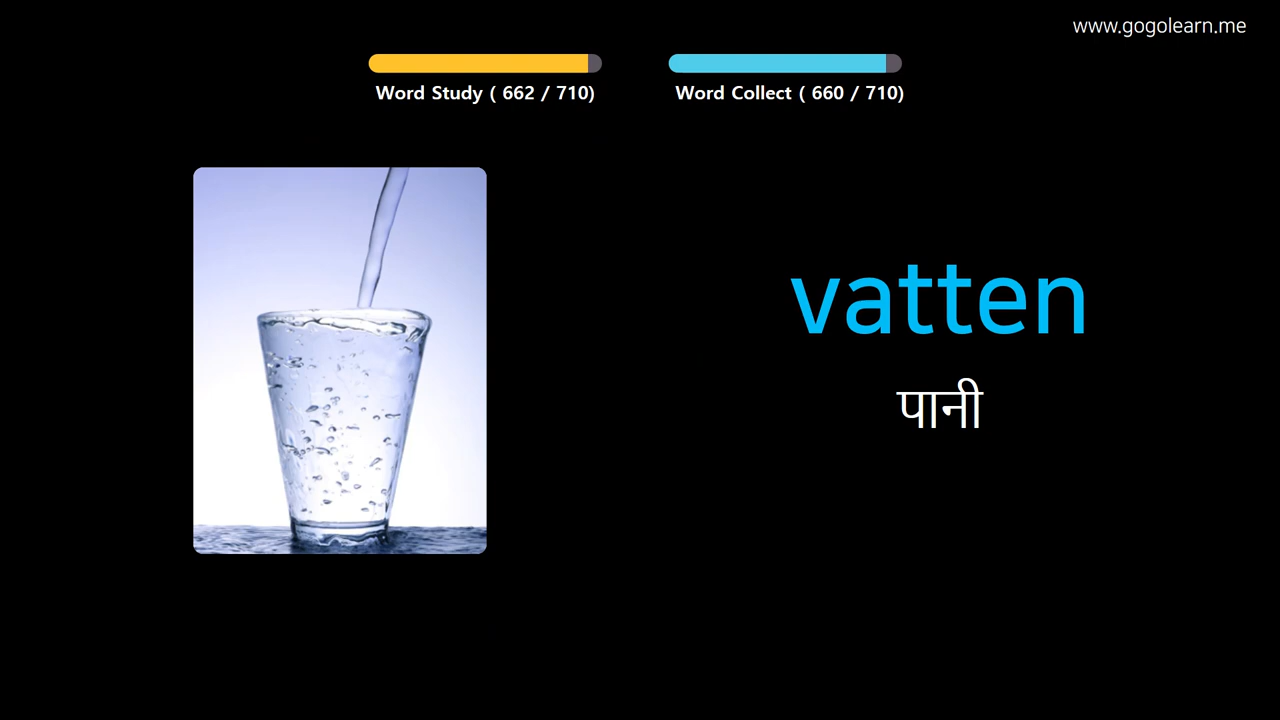 www.gogolearn.me
Word Study ( 662 / 710)
Word Collect ( 660 / 710)
vatten
पानी